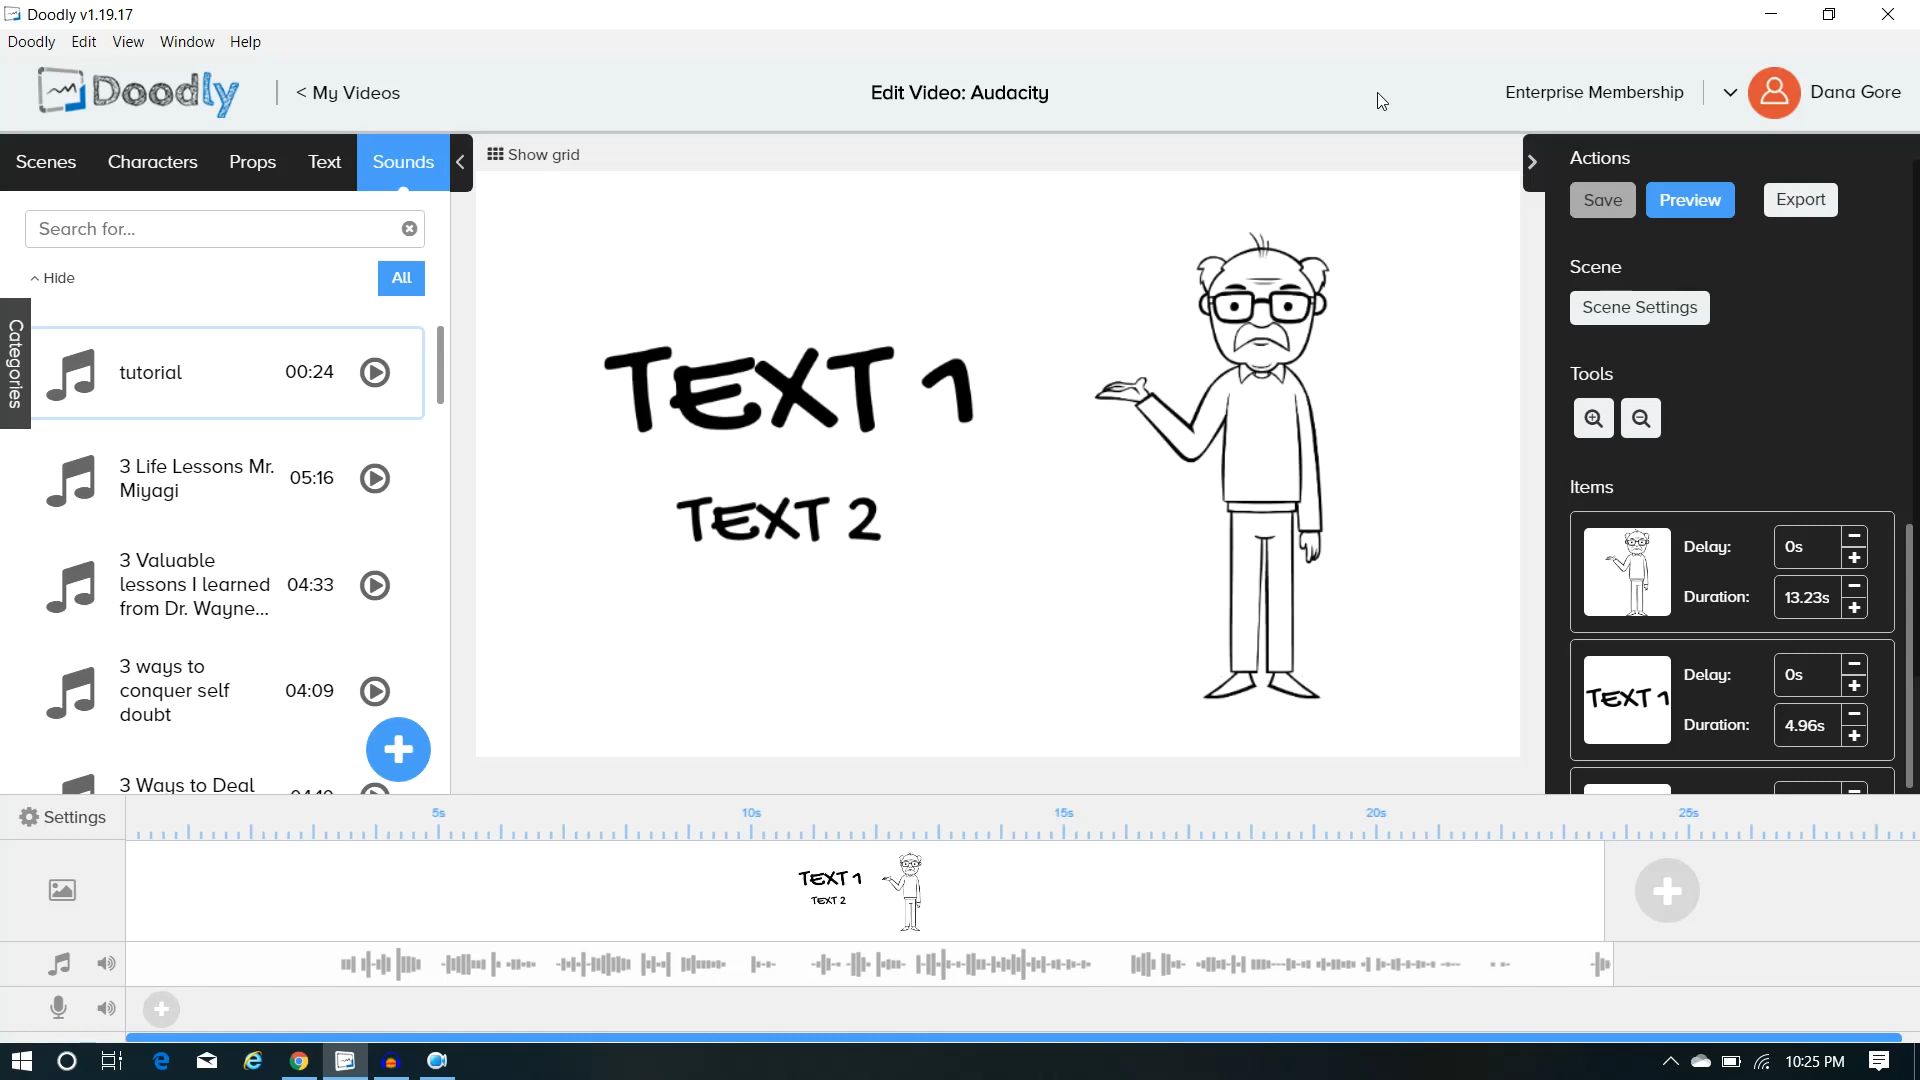 Doodly v1.19.17
Doodly Edit View Window Help
Doodly
< My Videos
Edit Video: Audacity
Enterprise Membership
Dana Gore
Scenes Characters Props Text Sounds
Show grid
Search for...
Hide
All
Categories
tutorial 00:24
3 Life Lessons Mr.
Miyagi
05:16
3 Valuable
lessons I learned
from Dr. Wayne...
04:33
3 ways to
conquer self
doubt
04:09
3 Ways to Deal
TEXT 1
TEXT 2
Actions
Save Preview Export
Scene
Scene Settings
Tools
Items
Delay: 0s
Duration: 13.23s
TEXT 1
Delay: 0s
Duration: 4.96s
Settings
5s 10s 15s 20s 25s
TEXT 1
TEXT 2
10:25 PM